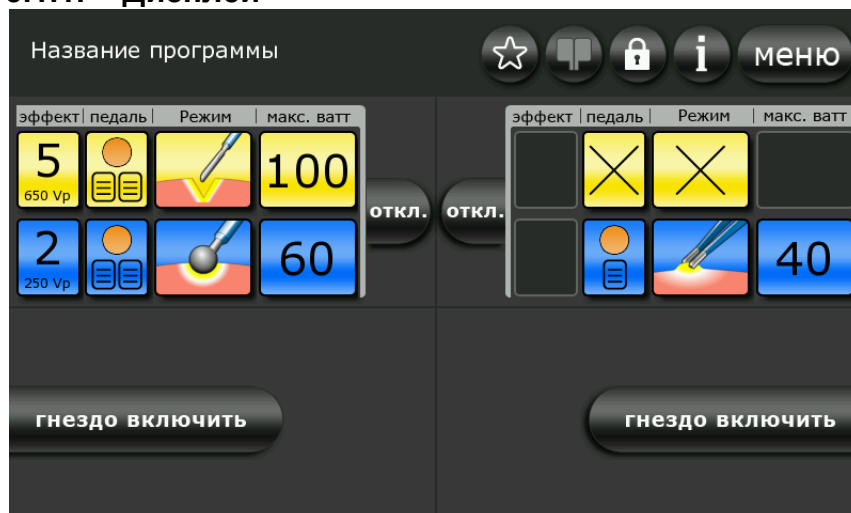 Название программы
меню
эффект педаль Режим макс. ватт
5
650 Vp
100
откл.
2
250 Vp
60
эффект педаль Режим макс. ватт
откл.
40
гнездо включить
гнездо включить